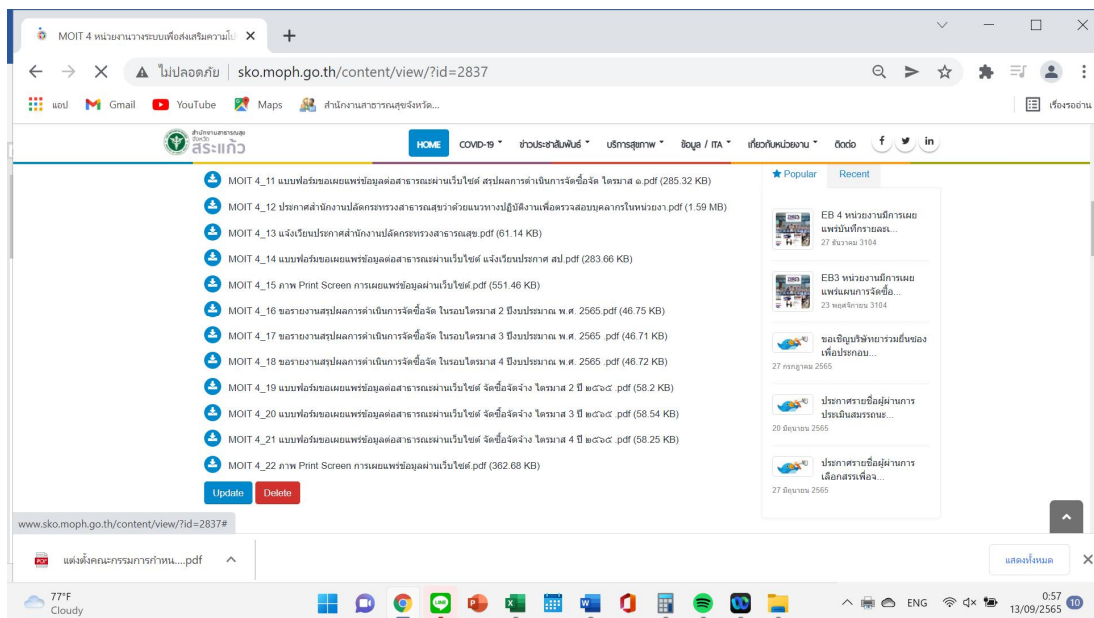 MOIT 4 หน่วยงานวางระบบเพื่อส่งเสริมความโป
ไม่ปลอดภัย sko.moph.go.th/content/view/?id=2837
แอป Gmail YouTube Maps สำนักงานสาธารณสุขจังหวัด... เรื่องรออ่าน
สำนักงานสาธารณสุข
จังหวัด
สระแก้ว
HOME COVID-19 ข่าวประชาสัมพันธ์ บริการสุขภาพ ข้อมูล / ITA เกี่ยวกับหน่วยงาน ติดต่อ
MOIT 4_11 แบบฟอร์มขอเผยแพร่ข้อมูลต่อสาธารณะผ่านเว็บไซต์ สรุปผลการดำเนินการจัดซื้อจัด ไตรมาส ๑.pdf (285.32 KB)
MOIT 4_12 ประกาศสำนักงานปลัดกระทรวงสาธารณสุขว่าด้วยแนวทางปฏิบัติงานเพื่อตรวจสอบบุคลากรในหน่วยงา.pdf (1.59 MB)
MOIT 4_13 แจ้งเวียนประกาศสำนักงานปลัดกระทรวงสาธารณสุข.pdf (61.14 KB)
MOIT 4_14 แบบฟอร์มขอเผยแพร่ข้อมูลต่อสาธารณะผ่านเว็บไซต์ แจ้งเวียนประกาศ สป.pdf (283.66 KB)
MOIT 4_15 ภาพ Print Screen การเผยแพร่ข้อมูลผ่านเว็บไซต์.pdf (551.46 KB)
MOIT 4_16 ขอรายงานสรุปผลการดำเนินการจัดซื้อจัด ในรอบไตรมาส 2 ปีงบประมาณ พ.ศ. 2565.pdf (46.75 KB)
MOIT 4_17 ขอรายงานสรุปผลการดำเนินการจัดซื้อจัด ในรอบไตรมาส 3 ปีงบประมาณ พ.ศ. 2565 .pdf (46.71 KB)
MOIT 4_18 ขอรายงานสรุปผลการดำเนินการจัดซื้อจัด ในรอบไตรมาส 4 ปีงบประมาณ พ.ศ. 2565 .pdf (46.72 KB)
MOIT 4_19 แบบฟอร์มขอเผยแพร่ข้อมูลต่อสาธารณะผ่านเว็บไซต์ จัดซื้อจัดจ้าง ไตรมาส 2 ปี ๒๕๖๕ .pdf (58.2 KB)
MOIT 4_20 แบบฟอร์มขอเผยแพร่ข้อมูลต่อสาธารณะผ่านเว็บไซต์ จัดซื้อจัดจ้าง ไตรมาส 3 ปี ๒๕๖๕ .pdf (58.54 KB)
MOIT 4_21 แบบฟอร์มขอเผยแพร่ข้อมูลต่อสาธารณะผ่านเว็บไซต์ จัดซื้อจัดจ้าง ไตรมาส 4 ปี ๒๕๖๕ .pdf (58.25 KB)
MOIT 4_22 ภาพ Print Screen การเผยแพร่ข้อมูลผ่านเว็บไซต์.pdf (362.68 KB)
Update Delete
Popular Recent
EB 4 หน่วยงานมีการเผย
แพร่บันทึกรายละเ...
27 ธันวาคม 3104
EB3 หน่วยงานมีการเผย
แพร่แผนการจัดซื้อ...
23 พฤศจิกายน 3104
ขอเชิญบริษัทยาร่วมยื่นซอง
เพื่อประกอบ...
27 กรกฎาคม 2565
ประกาศรายชื่อผู้ผ่านการ
ประเมินสมรรถนะ...
20 มิถุนายน 2565
ประกาศรายชื่อผู้ผ่านการ
เลือกสรรเพื่อจ...
27 มิถุนายน 2565
www.sko.moph.go.th/content/view/?id=2837#
แต่งตั้งคณะกรรมการกำหน....pdf แสดงทั้งหมด
77°F
Cloudy
ENG
0:57
13/09/2565
10